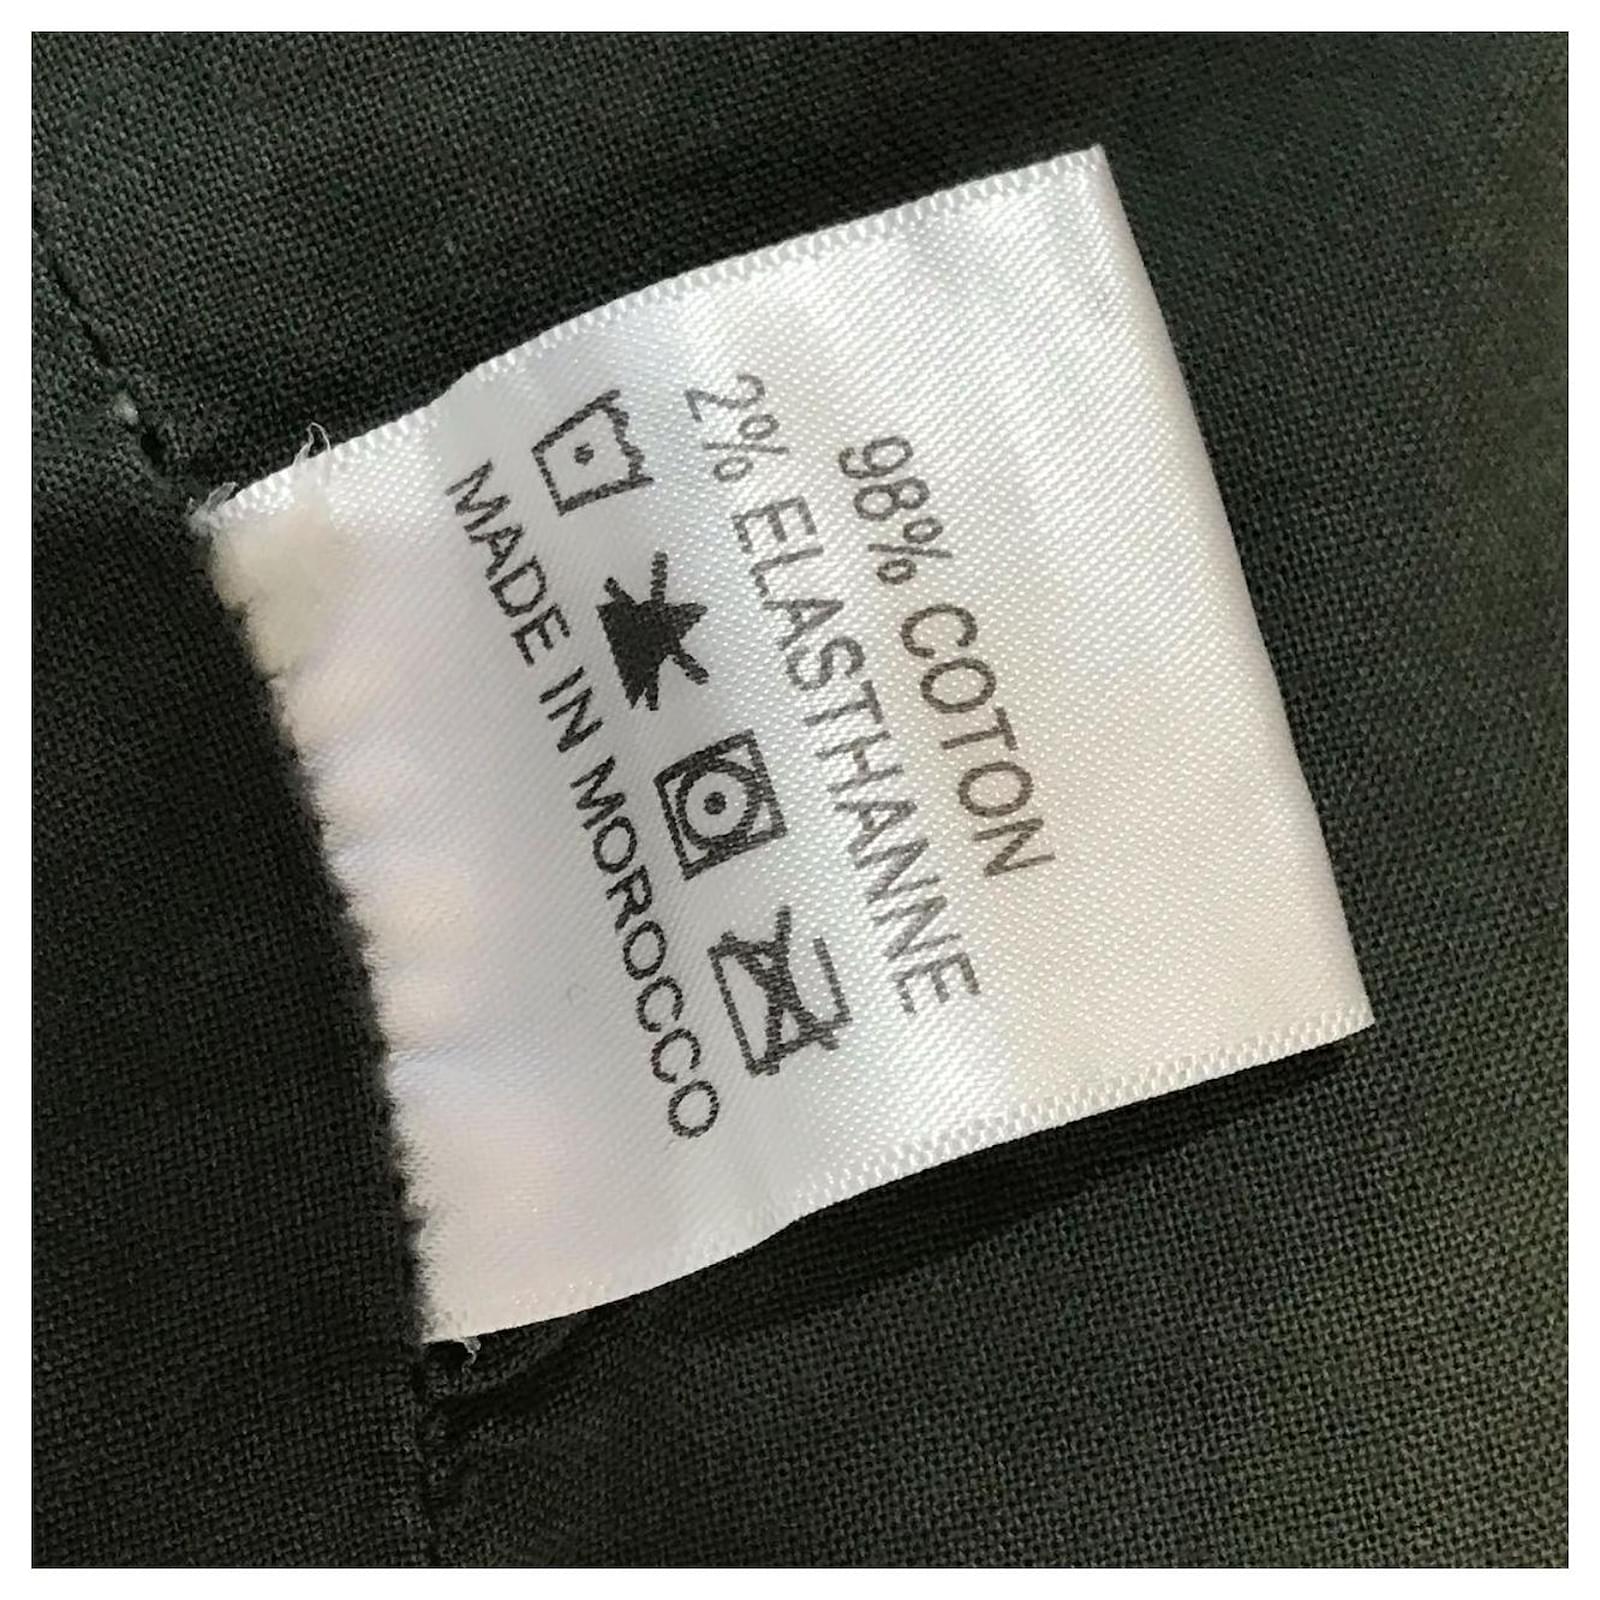 98% COTON
2% ELASTHANNE
MADE IN MOROCCO